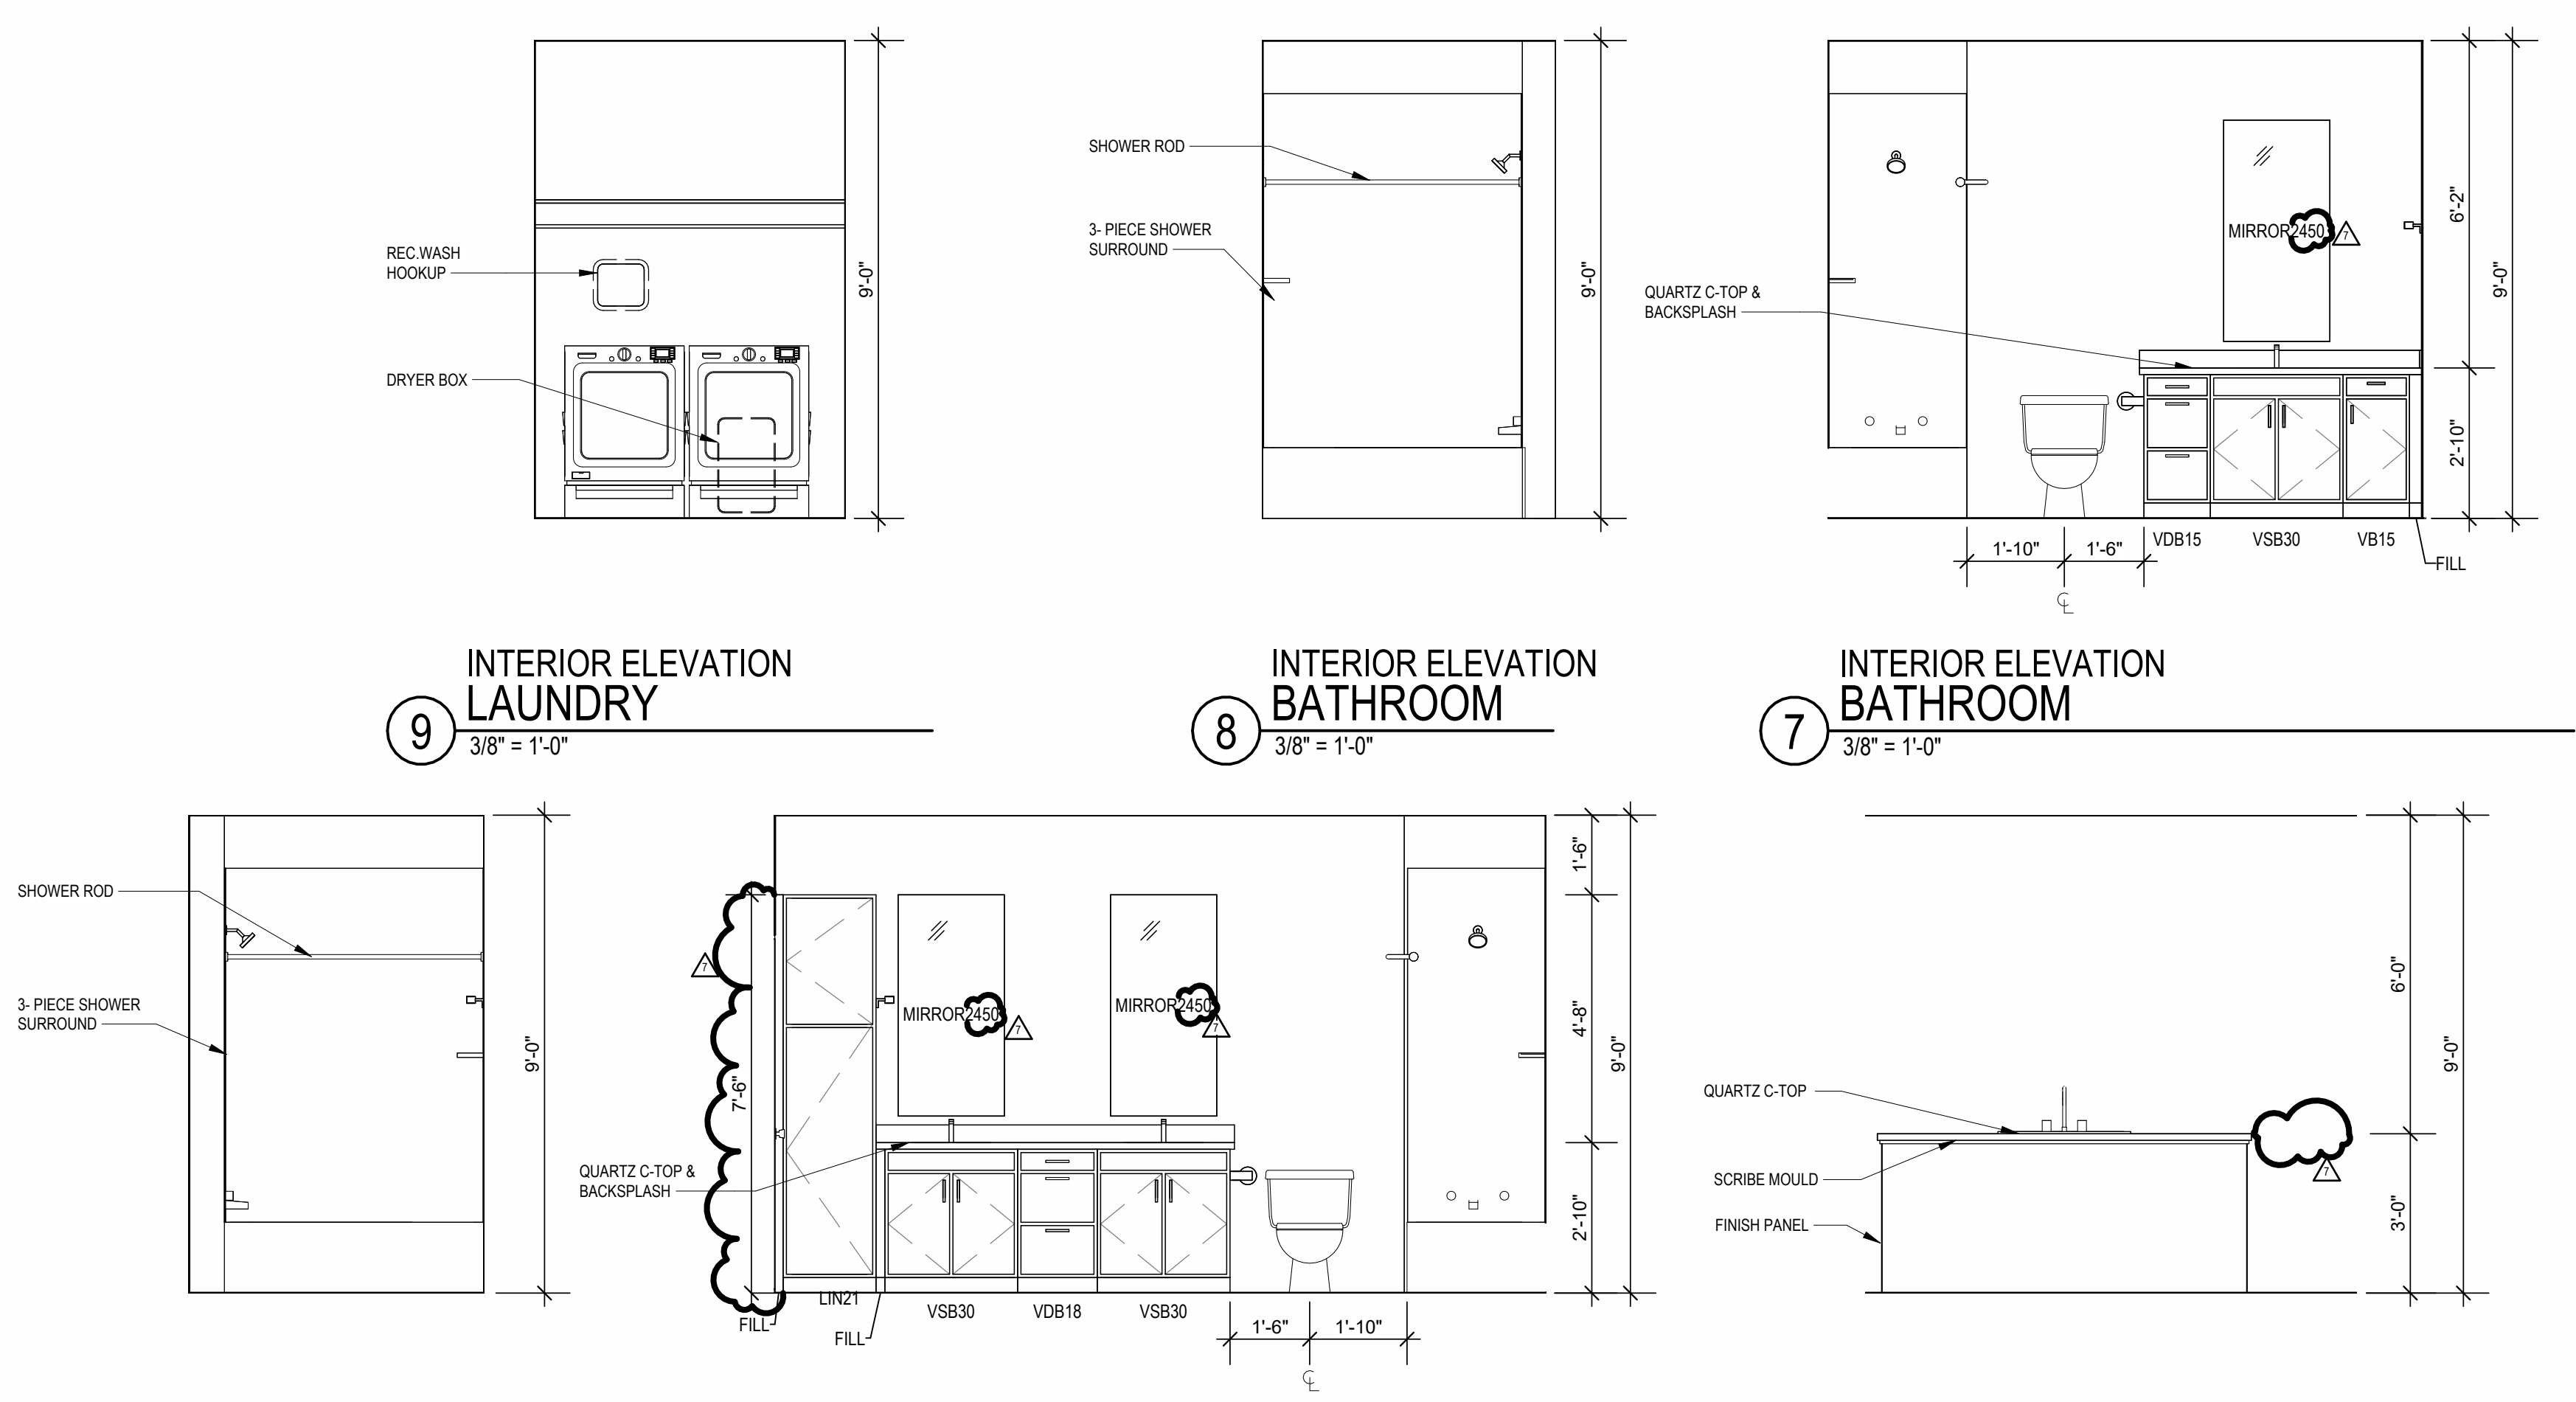 REC.WASH
HOOKUP
DRYER BOX
9'-0"
INTERIOR ELEVATION
9
LAUNDRY
3/8" = 1'-0"
SHOWER ROD
3- PIECE SHOWER
SURROUND
9'-0"
INTERIOR ELEVATION
8
BATHROOM
3/8" = 1'-0"
MIRROR2450
7
QUARTZ C-TOP &
BACKSPLASH
6'-2"
9'-0"
2'-10"
1'-10"
1'-6"
VDB15
VSB30
VB15
FILL
CL
INTERIOR ELEVATION
7
BATHROOM
3/8" = 1'-0"
SHOWER ROD
3- PIECE SHOWER
SURROUND
9'-0"
7
7'-6"
MIRROR2450
7
MIRROR2450
7
1'-6"
4'-8"
9'-0"
2'-10"
QUARTZ C-TOP &
BACKSPLASH
LIN21
FILL
FILL
VSB30
VDB18
VSB30
1'-6"
1'-10"
CL
QUARTZ C-TOP
SCRIBE MOULD
FINISH PANEL
7
6'-0"
9'-0"
3'-0"